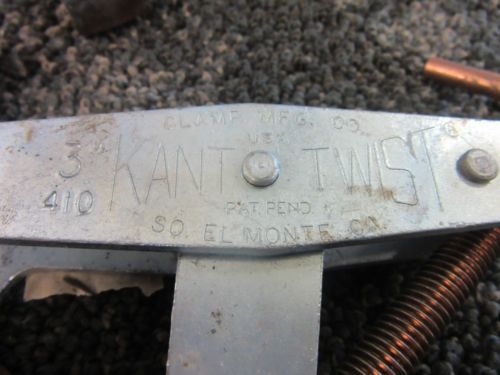 CLAMP MFG. CO.
USA
3" KANT TWIST®
410
PAT. PEND.
SO. EL MONTE, CA.